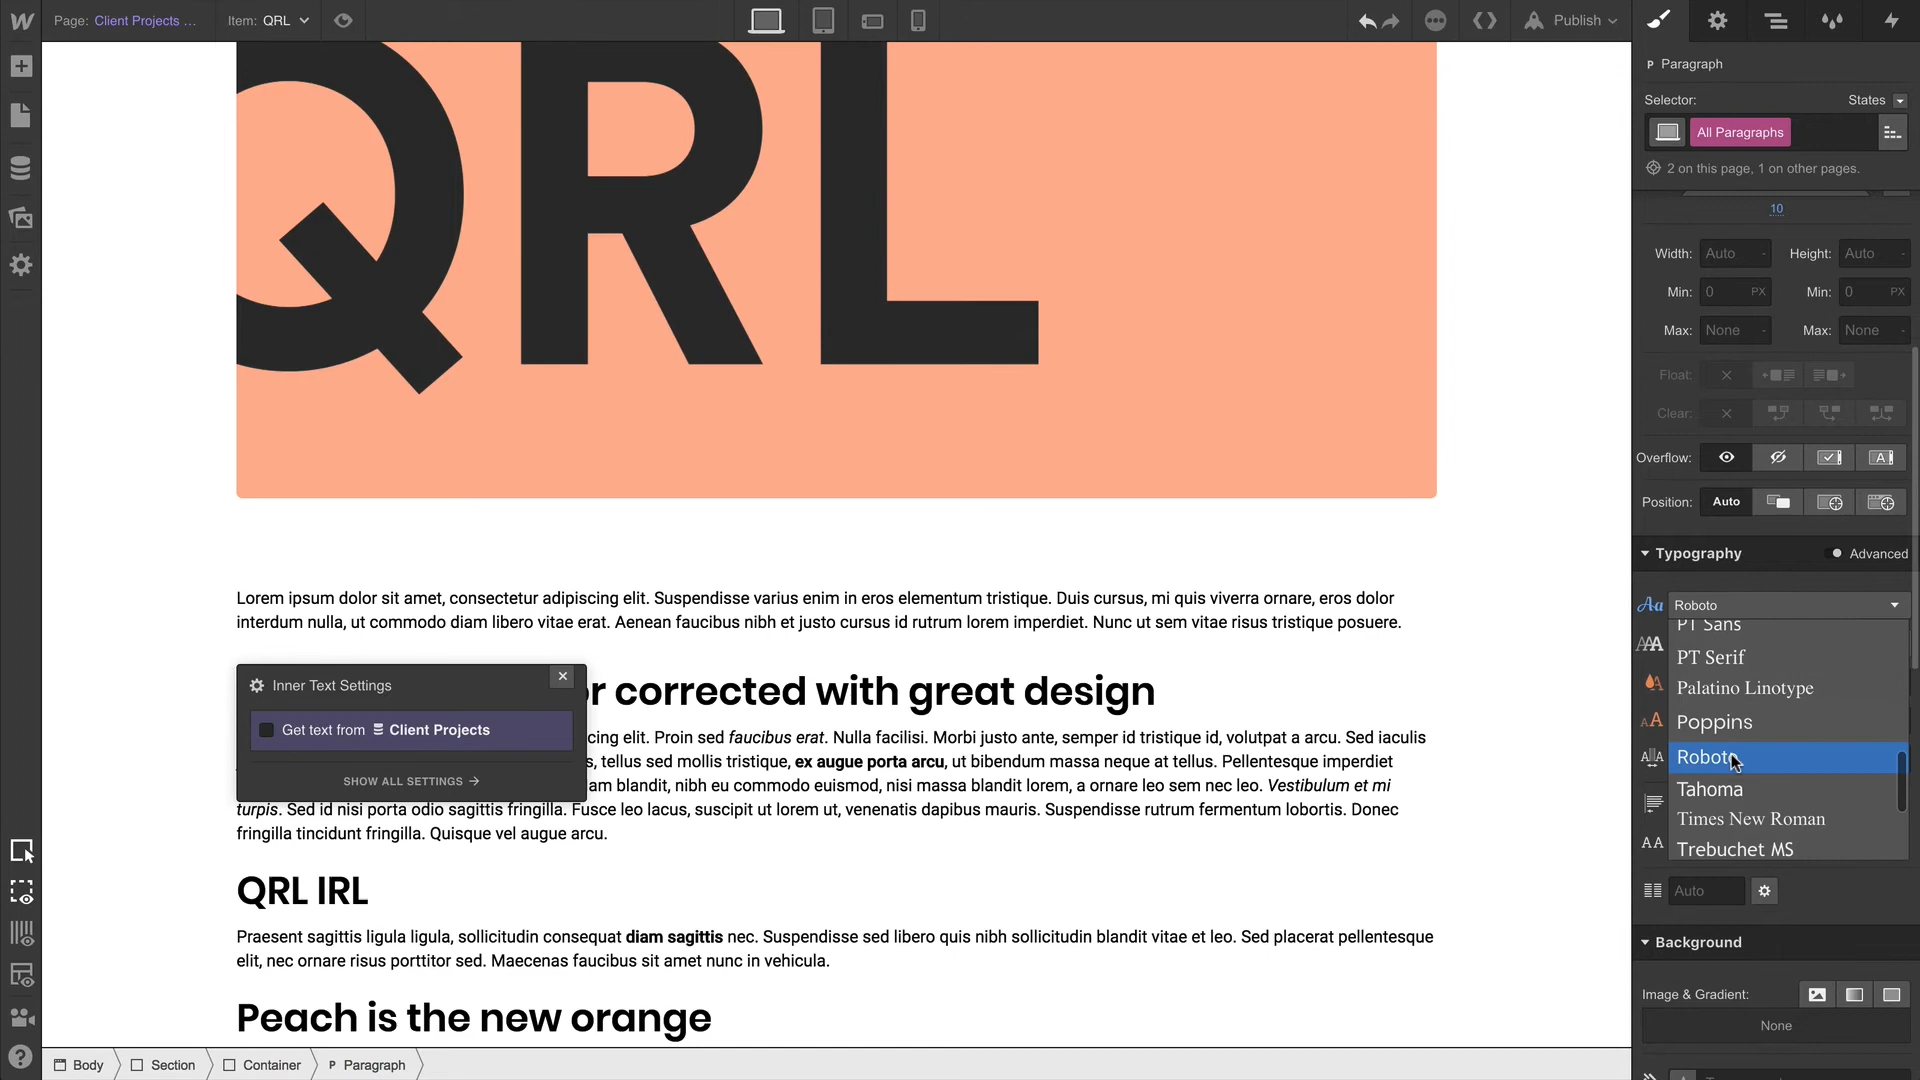 Page: Client Projects ...
Item: QRL
Publish
QRL
Lorem ipsum dolor sit amet, consectetur adipiscing elit. Suspendisse varius enim in eros elementum tristique. Duis cursus, mi quis viverra ornare, eros dolor
interdum nulla, ut commodo diam libero vitae erat. Aenean faucibus nibh et justo cursus id rutrum lorem imperdiet. Nunc ut sem vitae risus tristique posuere.
Inner Text Settings
Get text from Client Projects
SHOW ALL SETTINGS
r corrected with great design
cing elit. Proin sed faucibus erat. Nulla facilisi. Morbi justo ante, semper id tristique id, volutpat a arcu. Sed iaculis
s, tellus sed mollis tristique, ex augue porta arcu, ut bibendum massa neque at tellus. Pellentesque imperdiet
am blandit, nibh eu commodo euismod, nisi massa blandit lorem, a ornare leo sem nec leo. Vestibulum et mi
turpis. Sed id nisi porta odio sagittis fringilla. Fusce leo lacus, suscipit ut lorem ut, venenatis dapibus mauris. Suspendisse rutrum fermentum lobortis. Donec
fringilla tincidunt fringilla. Quisque vel augue arcu.
QRL IRL
Praesent sagittis ligula ligula, sollicitudin consequat diam sagittis nec. Suspendisse sed libero quis nibh sollicitudin blandit vitae et leo. Sed placerat pellentesque
elit, nec ornare risus porttitor sed. Maecenas faucibus sit amet nunc in vehicula.
Peach is the new orange
Body
Section
Container
P Paragraph
P Paragraph
Selector:
States
All Paragraphs
2 on this page, 1 on other pages.
10
Width: Auto - Height: Auto -
Min: 0 PX Min: 0 PX
Max: None - Max: None -
Float:
Clear:
Overflow:
Position: Auto
Typography
Advanced
Roboto
PT Sans
PT Serif
Palatino Linotype
Poppins
Roboto
Tahoma
Times New Roman
Trebuchet MS
Auto
Background
Image & Gradient:
None